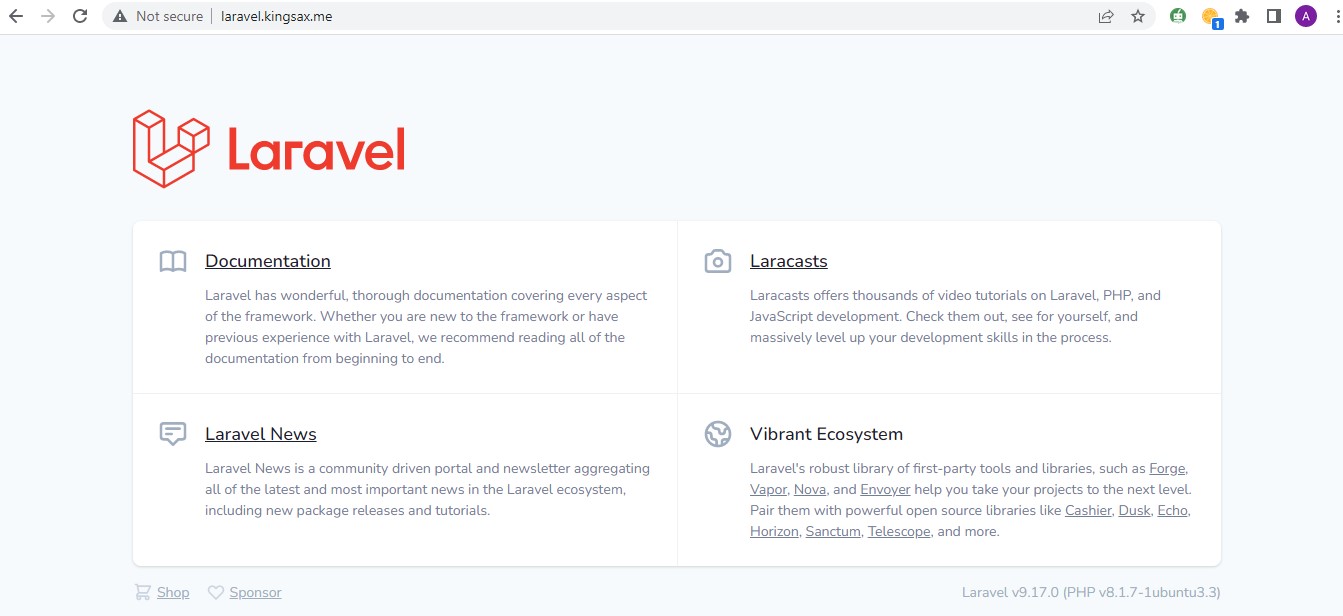 Not secure | laravel.kingsax.me
1
A
Laravel
Documentation
Laravel has wonderful, thorough documentation covering every aspect
of the framework. Whether you are new to the framework or have
previous experience with Laravel, we recommend reading all of the
documentation from beginning to end.
Laracasts
Laracasts offers thousands of video tutorials on Laravel, PHP, and
JavaScript development. Check them out, see for yourself, and
massively level up your development skills in the process.
Laravel News
Laravel News is a community driven portal and newsletter aggregating
all of the latest and most important news in the Laravel ecosystem,
including new package releases and tutorials.
Vibrant Ecosystem
Laravel's robust library of first-party tools and libraries, such as Forge,
Vapor, Nova, and Envoyer help you take your projects to the next level.
Pair them with powerful open source libraries like Cashier, Dusk, Echo,
Horizon, Sanctum, Telescope, and more.
Shop
Sponsor
Laravel v9.17.0 (PHP v8.1.7-1ubuntu3.3)